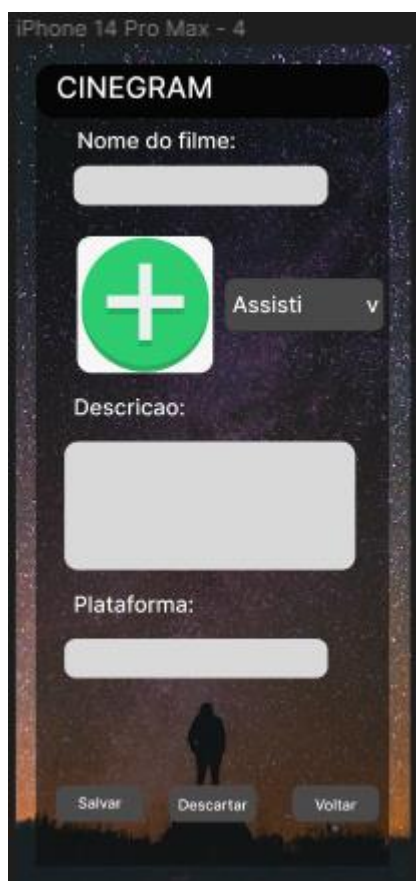 iPhone 14 Pro Max - 4
CINEGRAM
Nome do filme:
Assisti v
Descricao:
Plataforma:
Salvar Descartar Voltar